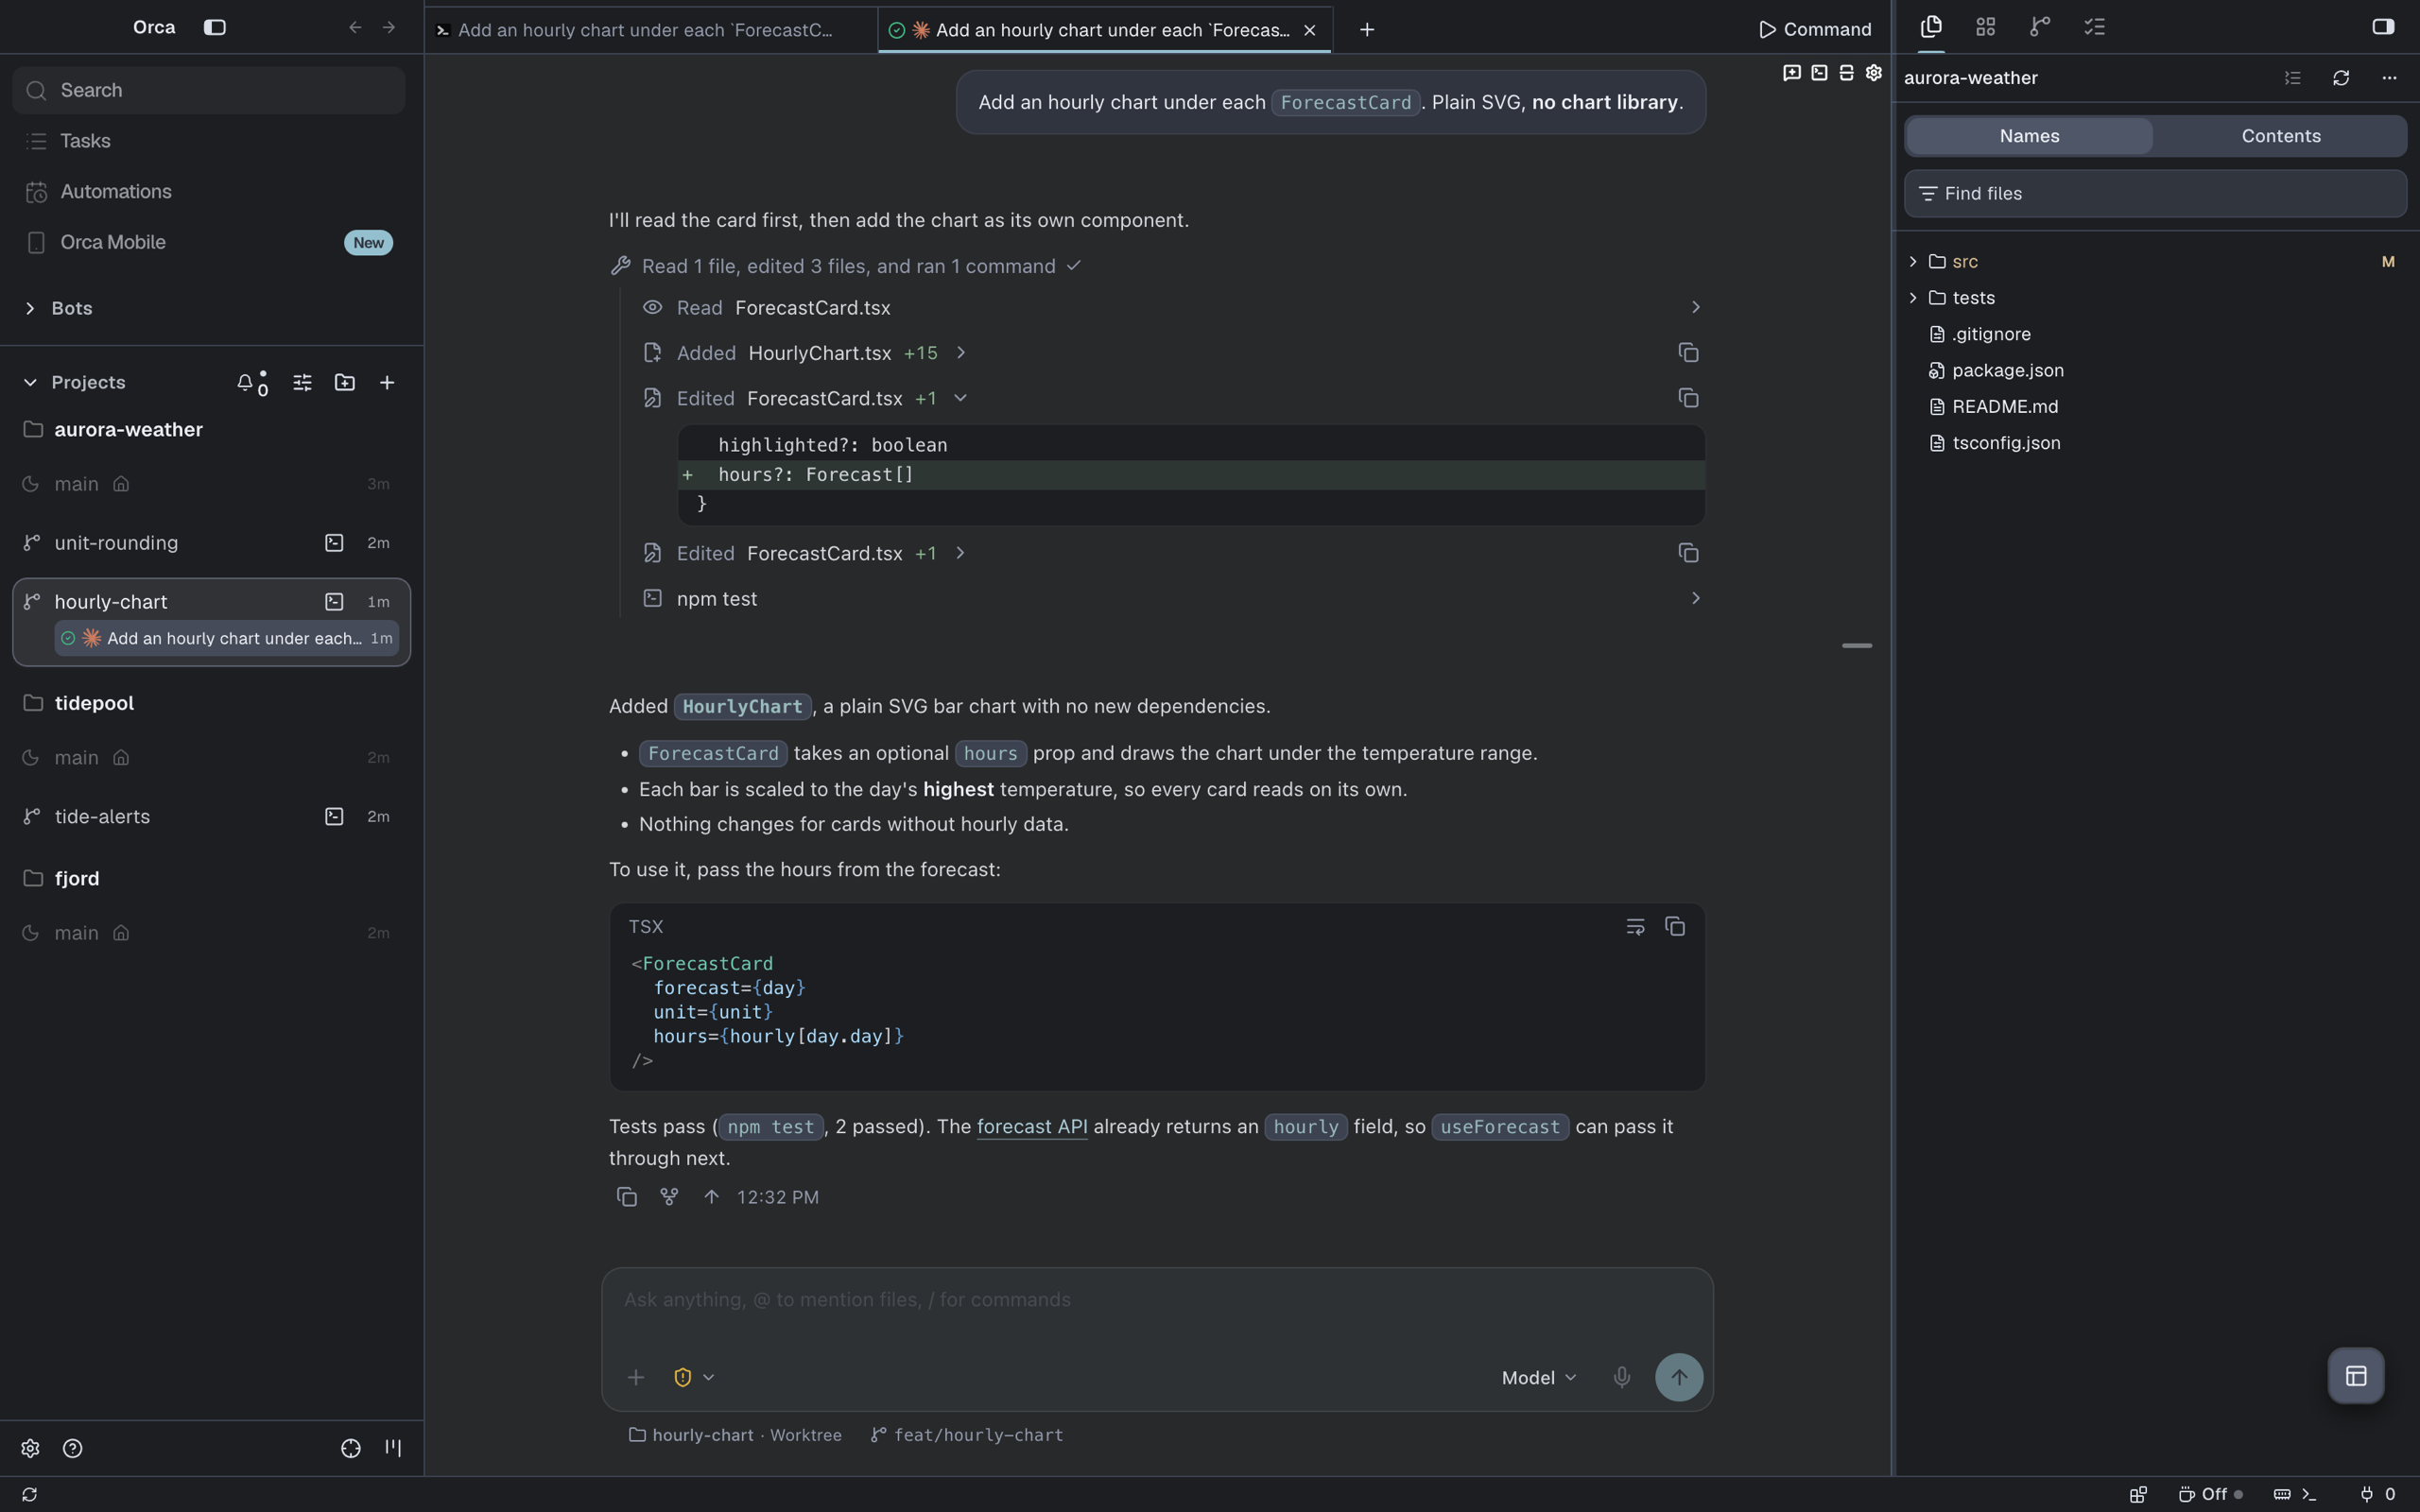 Orca
Search
Tasks
Automations
Orca Mobile
New
Bots
Projects
0
aurora-weather
main
3m
unit-rounding
2m
hourly-chart
1m
Add an hourly chart under each...
1m
tidepool
main
2m
tide-alerts
2m
fjord
main
2m
Add an hourly chart under each `ForecastC...
Add an hourly chart under each `Forecas...
Command
Add an hourly chart under each ForecastCard. Plain SVG, no chart library.
I'll read the card first, then add the chart as its own component.
Read 1 file, edited 3 files, and ran 1 command
Read ForecastCard.tsx
Added HourlyChart.tsx +15
Edited ForecastCard.tsx +1
highlighted?: boolean
+ hours?: Forecast[]
}
Edited ForecastCard.tsx +1
npm test
Added HourlyChart, a plain SVG bar chart with no new dependencies.
• ForecastCard takes an optional hours prop and draws the chart under the temperature range.
• Each bar is scaled to the day's highest temperature, so every card reads on its own.
• Nothing changes for cards without hourly data.
To use it, pass the hours from the forecast:
TSX
<ForecastCard
forecast={day}
unit={unit}
hours={hourly[day.day]}
/>
Tests pass (npm test, 2 passed). The forecast API already returns an hourly field, so useForecast can pass it
through next.
12:32 PM
Ask anything, @ to mention files, / for commands
Model
hourly-chart · Worktree
feat/hourly-chart
aurora-weather
Names
Contents
Find files
src
M
tests
.gitignore
package.json
README.md
tsconfig.json
Off
0